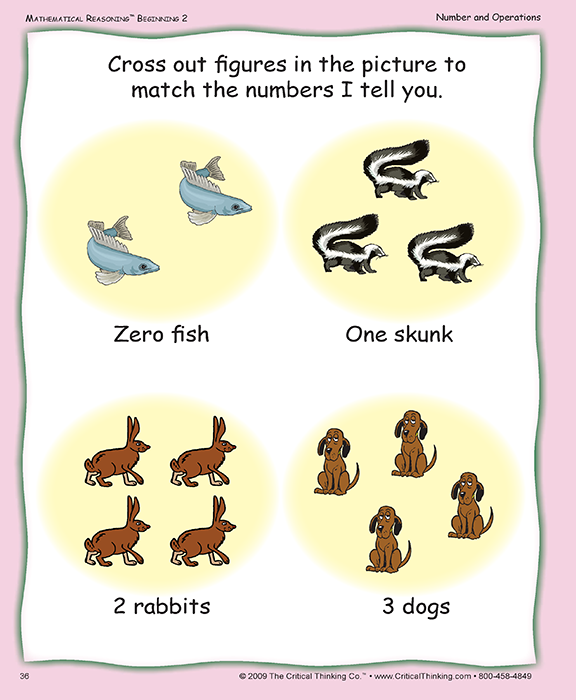 MATHEMATICAL REASONING™ BEGINNING 2
Number and Operations
Cross out figures in the picture to
match the numbers I tell you.
Zero fish
One skunk
2 rabbits
3 dogs
36
© 2009 The Critical Thinking Co.™ • www.CriticalThinking.com • 800-458-4849